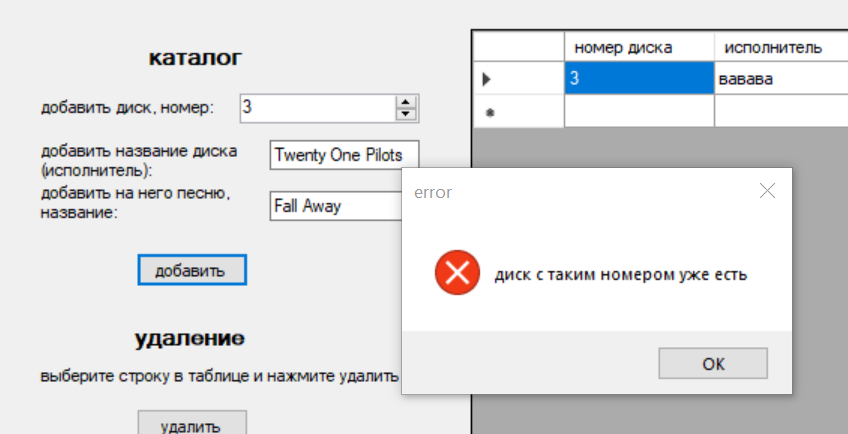 каталог
номер диска
исполнитель
3
вавава
добавить диск, номер:
3
добавить название диска
(исполнитель):
Twenty One Pilots
добавить на него песню,
название:
Fall Away
добавить
error
диск с таким номером уже есть
OK
удаление
выберите строку в таблице и нажмите удалить
удалить